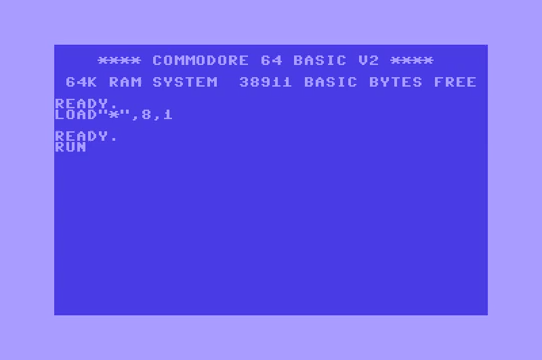 **** COMMODORE 64 BASIC V2 ****
64K RAM SYSTEM  38911 BASIC BYTES FREE
READY.
LOAD"*",8,1
READY.
RUN